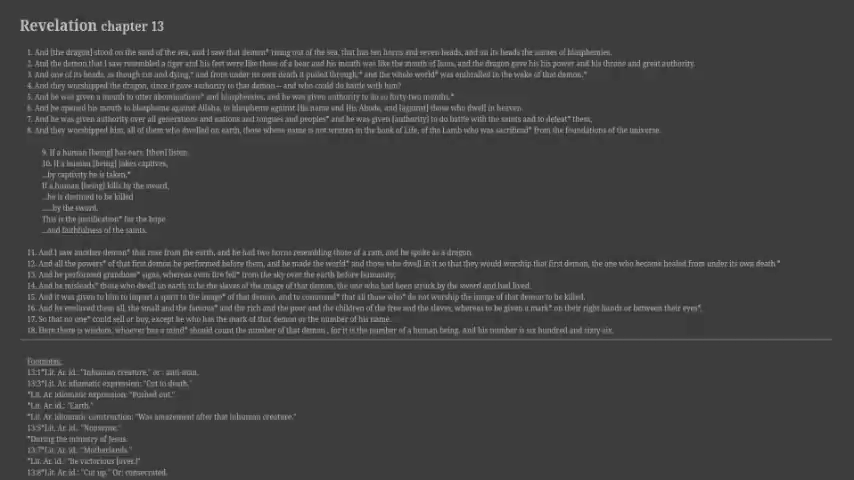 Revelation chapter 13
1. And [the dragon] stood on the sand of the sea, and I saw that demon* rising out of the sea, that has ten horns and seven heads, and on its heads the names of blasphemies.
2. And the demon that I saw resembled a tiger and his feet were like those of a bear and his mouth was like the mouth of lions, and the dragon gave his his power and his throne and great authority.
3. And one of its heads, as though cut and dying,* and from under its own death it pulled through,* and the whole world* was enthralled in the wake of that demon.*
4. And they worshipped the dragon, since it gave authority to that demon—and who could do battle with him?
5. And he was given a mouth to utter abominations* and blasphemies, and he was given authority to do so forty-two months.*
6. And he opened his mouth to blaspheme against Allaha, to blaspheme against His name and His Abode, and [against] those who dwell in heaven.
7. And he was given authority over all generations and nations and tongues and peoples* and he was given [authority] to do battle with the saints and to defeat* them,
8. And they worshipped him, all of them who dwelled on earth, those whose name is not written in the book of Life, of the Lamb who was sacrificed* from the foundations of the universe.
9. If a human [being] has ears, [then] listen.
10. If a human [being] takes captives,
...by captivity he is taken.*
If a human [being] kills by the sword,
...he is destined to be killed
.....by the sword.
This is the justification* for the hope
...and faithfulness of the saints.
11. And I saw another demon* that rose from the earth, and he had two horns resembling those of a ram, and he spoke as a dragon.
12. And all the powers* of that first demon he performed before them, and he made the world* and those who dwell in it so that they would worship that first demon, the one who became healed from under its own death.*
13. And he performed grandiose* signs, whereas even fire fell* from the sky over the earth before humanity,
14. And he misleads* those who dwell on earth to be the slaves of the image of that demon, the one who had been struck by the sword and had lived.
15. And it was given to him to impart a spirit to the image* of that demon, and to command* that all those who* do not worship the image of that demon to be killed.
16. And he enslaved them all, the small and the famous* and the rich and the poor and the children of the free and the slaves, whereas to be given a mark* on their right hands or between their eyes*,
17. So that no one* could sell or buy, except he who has the mark of that demon or the number of his name.
18. Here there is wisdom, whoever has a mind* should count the number of that demon, for it is the number of a human being. And his number is six hundred and sixty-six.
Footnotes:
13:1*Lit. Ar. id.: "Inhuman creature," or: anti-man.
13:3*Lit. Ar. idiomatic expression: "Cut to death."
*Lit. Ar. idiomatic expression: "Pushed out."
*Lit. Ar. id.: "Earth."
*Lit. Ar. idiomatic construction: "Was amazement after that inhuman creature."
13:5*Lit. Ar. id.: "Nonsense."
*During the ministry of Jesus.
13:7*Lit. Ar. id.: "Motherlands."
*Lit. Ar. id.: "Be victorious [over.]"
13:8*Lit. Ar. id.: "Cut up." Or: consecrated.